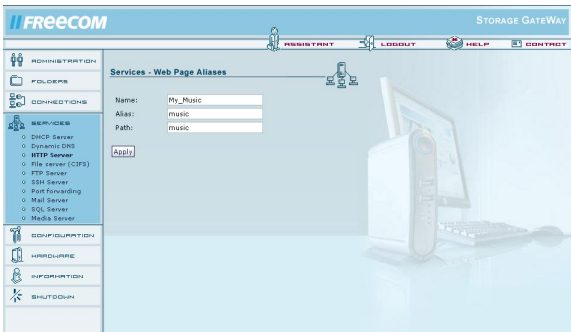 FREECOM
STORAGE GATEWAY
ASSISTANT
LOGOUT
HELP
CONTACT
ADMINISTRATION
FOLDERS
CONNECTIONS
SERVICES
DHCP Server
Dynamic DNS
HTTP Server
File server (CIFS)
FTP Server
SSH Server
Port forwarding
Mail Server
SQL Server
Media Server
CONFIGURATION
HARDWARE
INFORMATION
SHUTDOWN
Services - Web Page Aliases
Name: My_Music
Alias: music
Path: music
Apply